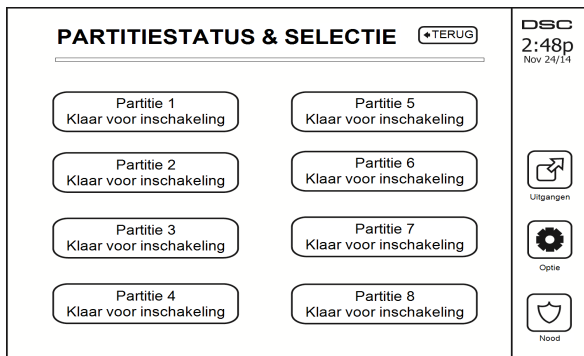 PARTITIESTATUS & SELECTIE
TERUG
Partitie 1
Klaar voor inschakeling
Partitie 2
Klaar voor inschakeling
Partitie 3
Klaar voor inschakeling
Partitie 4
Klaar voor inschakeling
Partitie 5
Klaar voor inschakeling
Partitie 6
Klaar voor inschakeling
Partitie 7
Klaar voor inschakeling
Partitie 8
Klaar voor inschakeling
DSC
2:48p
Nov 24/14
Uitgangen
Optie
Nood